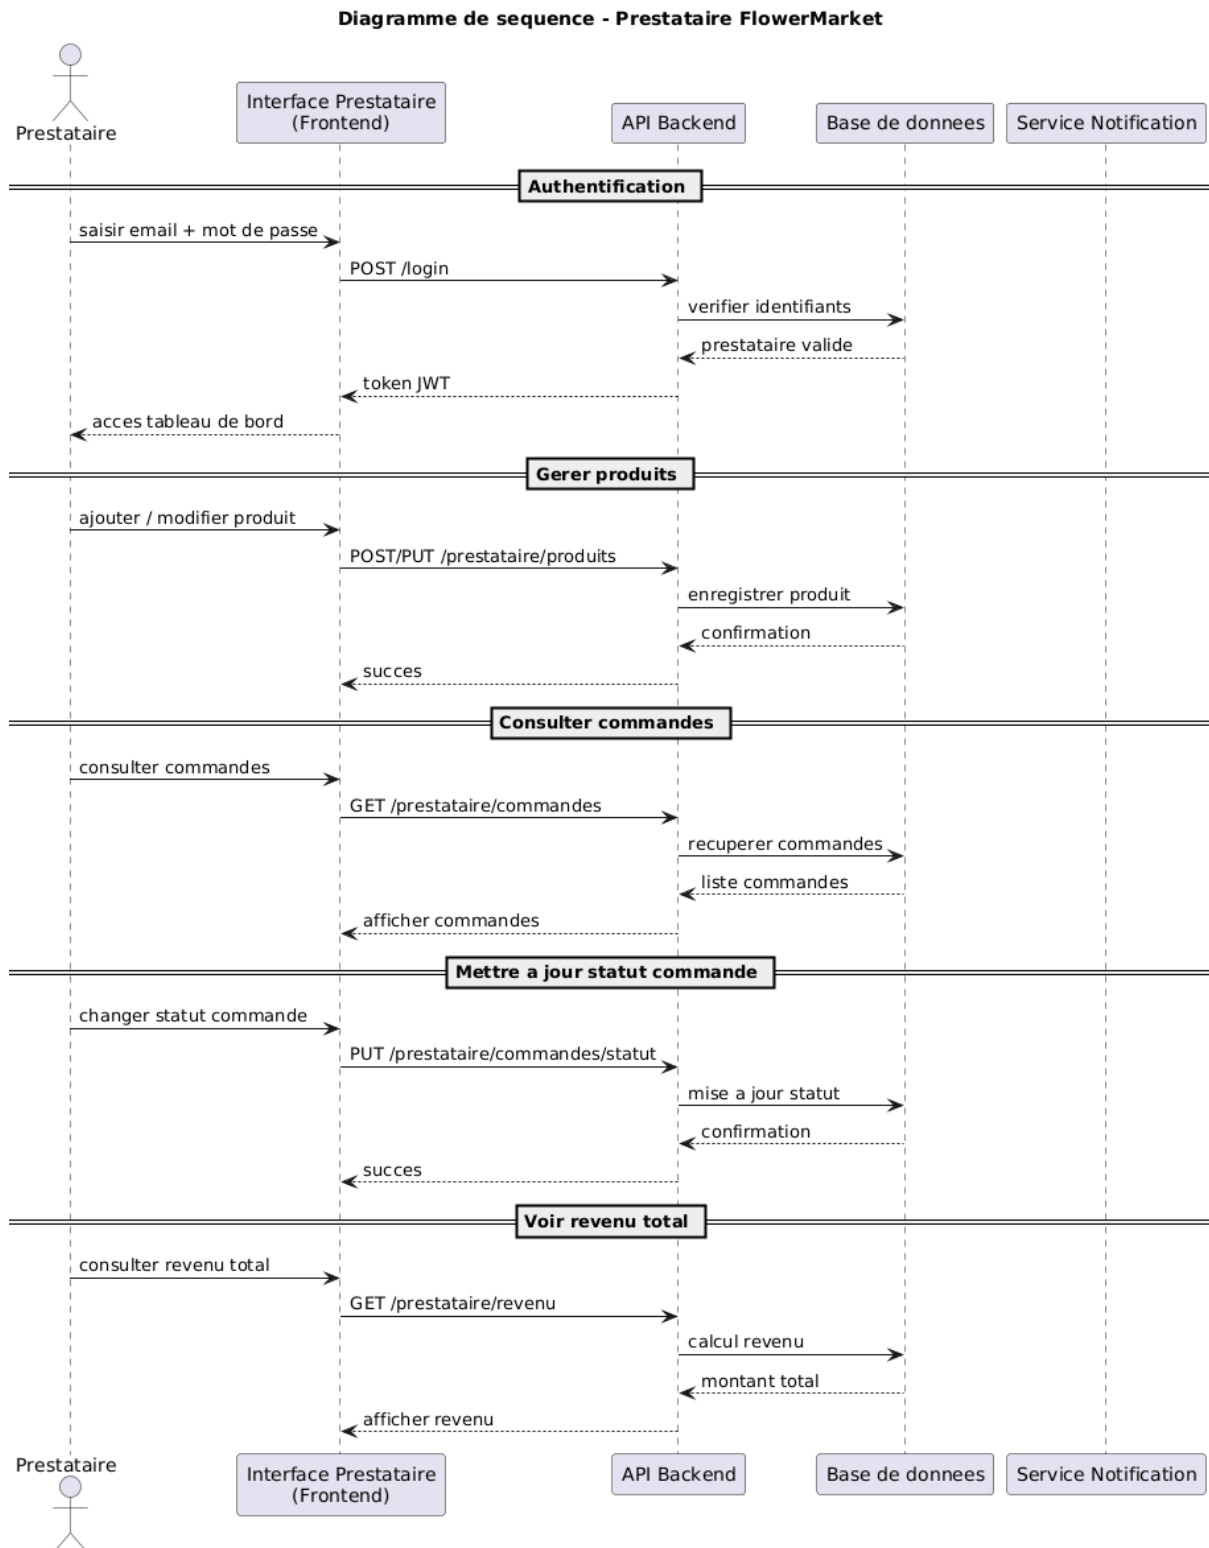 Diagramme de sequence - Prestataire FlowerMarket
Prestataire
Interface Prestataire
(Frontend)
API Backend
Base de donnees
Service Notification
Authentification
saisir email + mot de passe
POST /login
verifier identifiants
prestataire valide
token JWT
acces tableau de bord
Gerer produits
ajouter / modifier produit
POST/PUT /prestataire/produits
enregistrer produit
confirmation
succes
Consulter commandes
consulter commandes
GET /prestataire/commandes
recuperer commandes
liste commandes
afficher commandes
Mettre a jour statut commande
changer statut commande
PUT /prestataire/commandes/statut
mise a jour statut
confirmation
succes
Voir revenu total
consulter revenu total
GET /prestataire/revenu
calcul revenu
montant total
afficher revenu
Prestataire
Interface Prestataire
(Frontend)
API Backend
Base de donnees
Service Notification